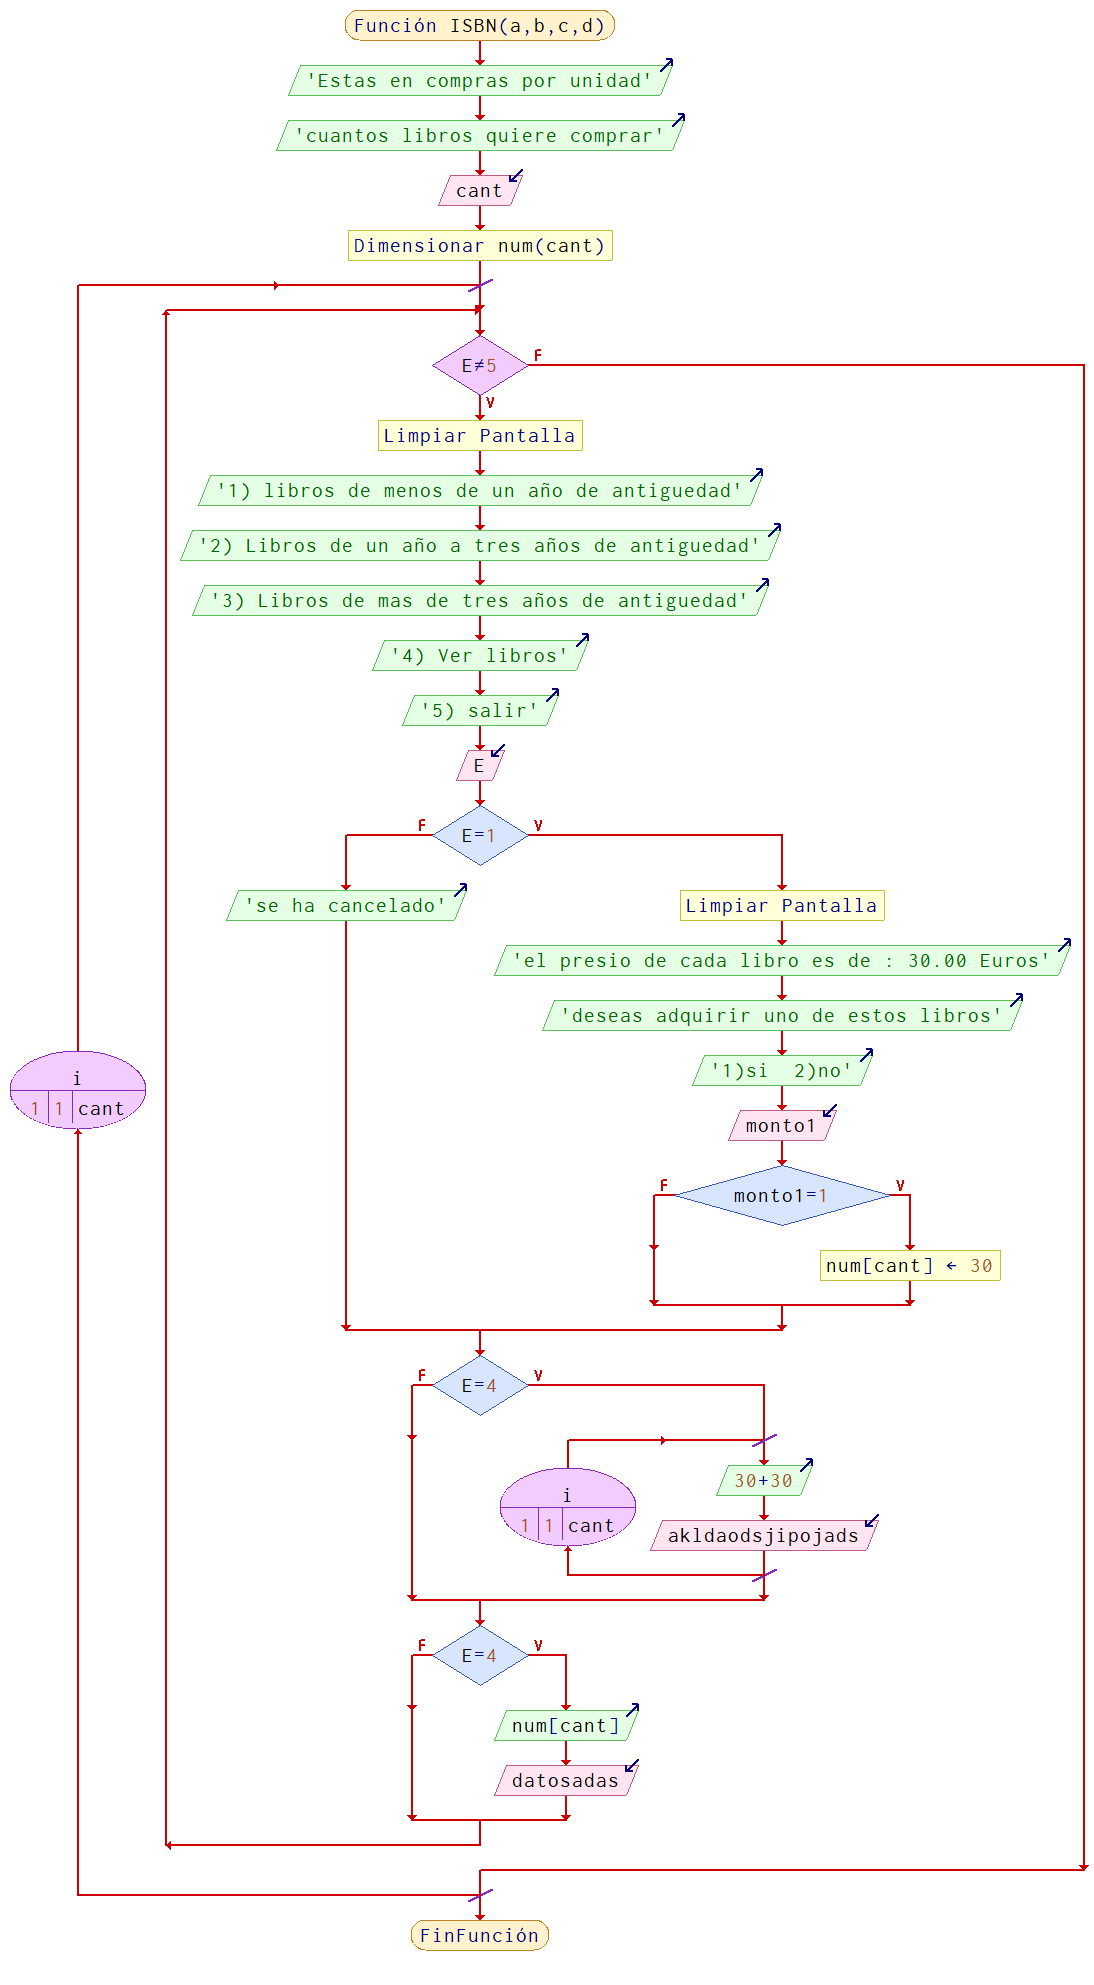 Función ISBN(a,b,c,d)
'Estas en compras por unidad'
'cuantos libros quiere comprar'
cant
Dimensionar num(cant)
E≠5
F
V
Limpiar Pantalla
'1) libros de menos de un año de antiguedad'
'2) Libros de un año a tres años de antiguedad'
'3) Libros de mas de tres años de antiguedad'
'4) Ver libros'
'5) salir'
E
E=1
F
V
'se ha cancelado'
Limpiar Pantalla
'el presio de cada libro es de : 30.00 Euros'
'deseas adquirir uno de estos libros'
'1)si  2)no'
i
1 1 cant
monto1
monto1=1
F
V
num[cant] ← 30
E=4
F
V
i
1 1 cant
30+30
akldaodsjipojads
E=4
F
V
num[cant]
datosadas
FinFunción